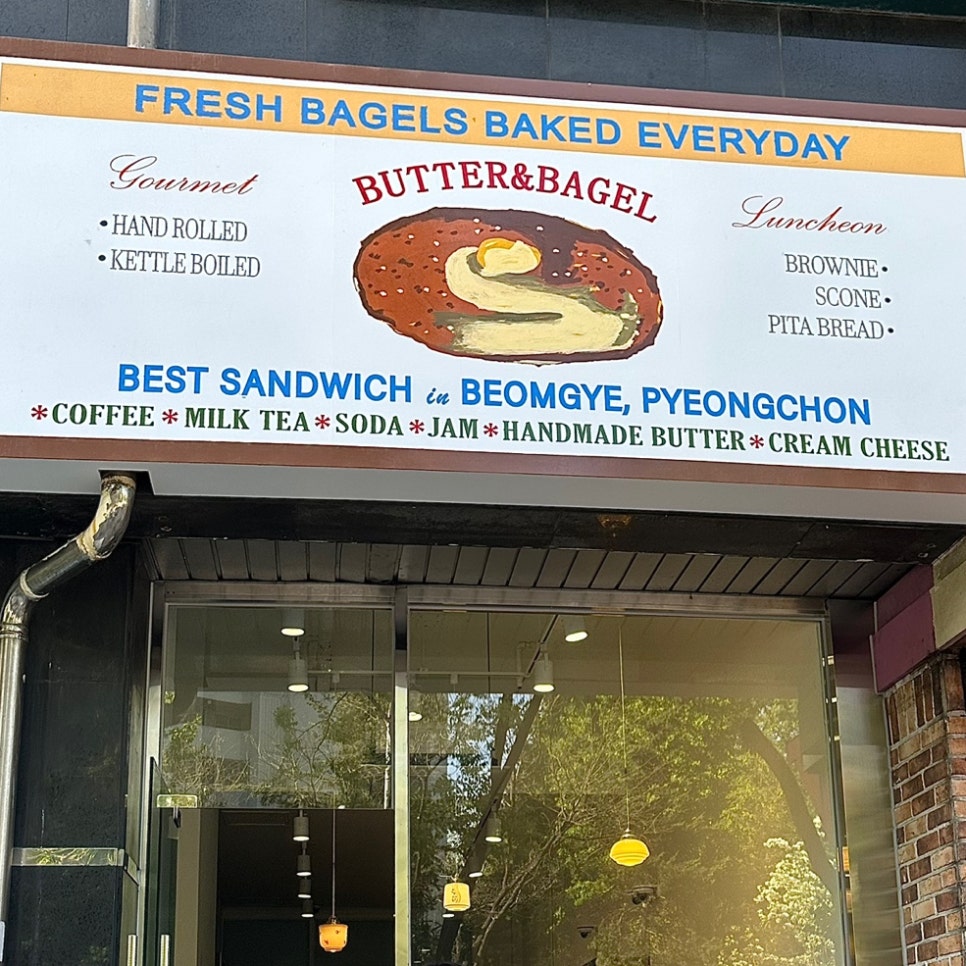 FRESH BAGELS BAKED EVERYDAY
Gourmet
• HAND ROLLED
• KETTLE BOILED
BUTTER&BAGEL
Luncheon
BROWNIE •
SCONE •
PITA BREAD •
BEST SANDWICH in BEOMGYE, PYEONGCHON
*COFFEE *MILK TEA *SODA *JAM *HANDMADE BUTTER *CREAM CHEESE